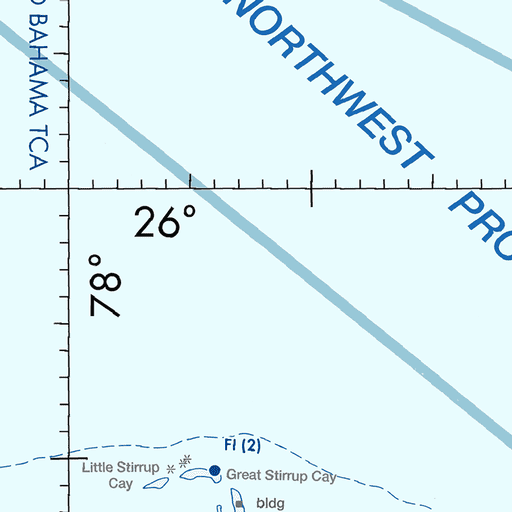 BAHAMA TCA
NORTHWEST
PRO
26°
78°
Fl (2)
Little Stirrup
Cay
Great Stirrup Cay
bldg